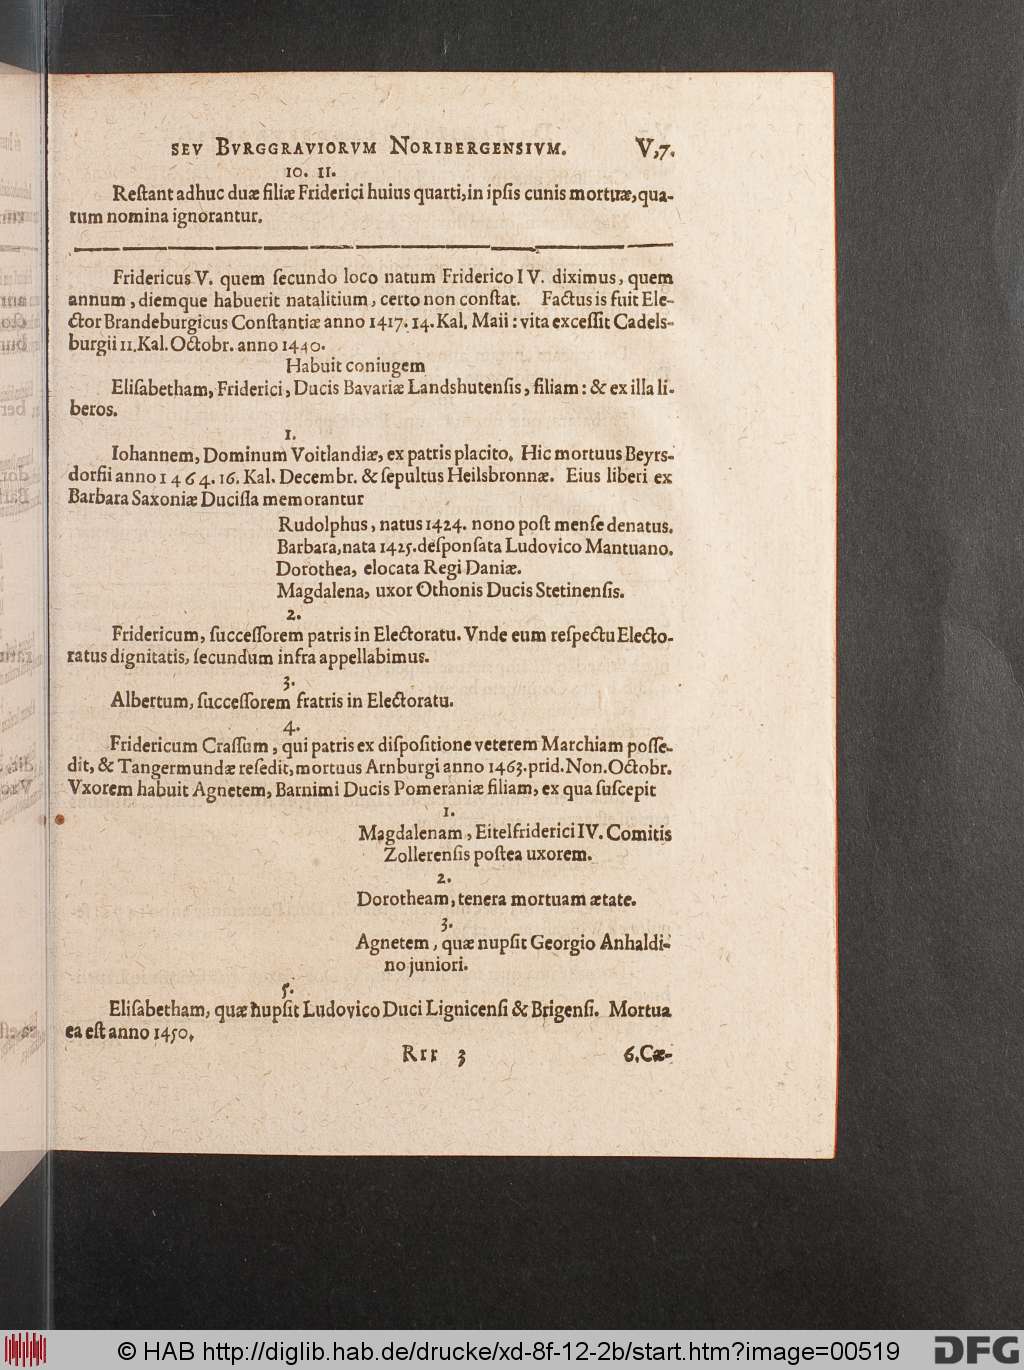 SEV BVRGGRAVIORVM NORIBERGENSIVM. V,7.
10. 11.
Reſtant adhuc duæ filiæ Friderici huius quarti, in ipſis cunis mortuæ, qua-
rum nomina ignorantur.
Fridericus V. quem ſecundo loco natum Friderico IV. diximus, quem
annum, diemque habuerit natalitium, certo non conſtat. Factus is fuit Ele-
ctor Brandeburgicus Conſtantiæ anno 1417. 14. Kal. Maii: vita exceſſit Cadels-
burgii 11. Kal. Octobr. anno 1440.
Habuit coniugem
Eliſabetham, Friderici, Ducis Bavariæ Landshutenſis, filiam: & ex illa li-
beros.
1.
Iohannem, Dominum Voitlandiæ, ex patris placito. Hic mortuus Beyrs-
dorfii anno 1464. 16. Kal. Decembr. & ſepultus Heilsbronnæ. Eius liberi ex
Barbara Saxoniæ Duciſſa memorantur
Rudolphus, natus 1424. nono poſt menſe denatus.
Barbara, nata 1425. deſponſata Ludovico Mantuano.
Dorothea, elocata Regi Daniæ.
Magdalena, uxor Othonis Ducis Stetinenſis.
2.
Fridericum, ſucceſſorem patris in Electoratu. Vnde eum reſpectu Electo-
ratus dignitatis, ſecundum infra appellabimus.
3.
Albertum, ſucceſſorem fratris in Electoratu.
4.
Fridericum Craſſum, qui patris ex diſpoſitione veterem Marchiam poſſe-
dit, & Tangermundæ reſedit, mortuus Arnburgi anno 1463. prid. Non. Octobr.
Vxorem habuit Agnetem, Barnimi Ducis Pomeraniæ filiam, ex qua ſuſcepit
1.
Magdalenam, Eitelfriderici IV. Comitis
Zollerenſis poſtea uxorem.
2.
Dorotheam, tenera mortuam ætate.
3.
Agnetem, quæ nupſit Georgio Anhaldi-
no juniori.
5.
Eliſabetham, quæ nupſit Ludovico Duci Lignicenſi & Brigenſi. Mortua
ea eſt anno 1450.
Rrr 3 6. Cæ-
© HAB http://diglib.hab.de/drucke/xd-8f-12-2b/start.htm?image=00519
DFG